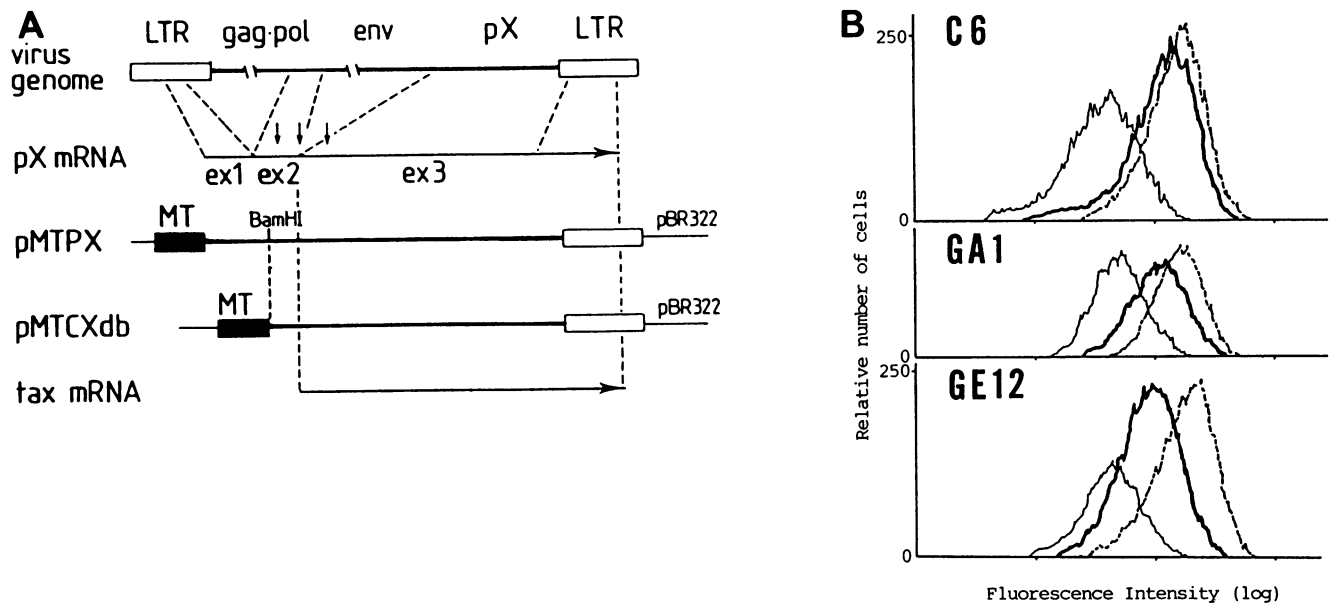 A
LTR gag·pol env pX LTR
virus
genome
pX mRNA
ex1 ex2 ex3
MT BamHI pBR322
pMTPX
MT pBR322
pMTCXdb
tax mRNA
B
250
C6
0
GA1
0
250
GE12
0
Relative number of cells
Fluorescence Intensity (log)